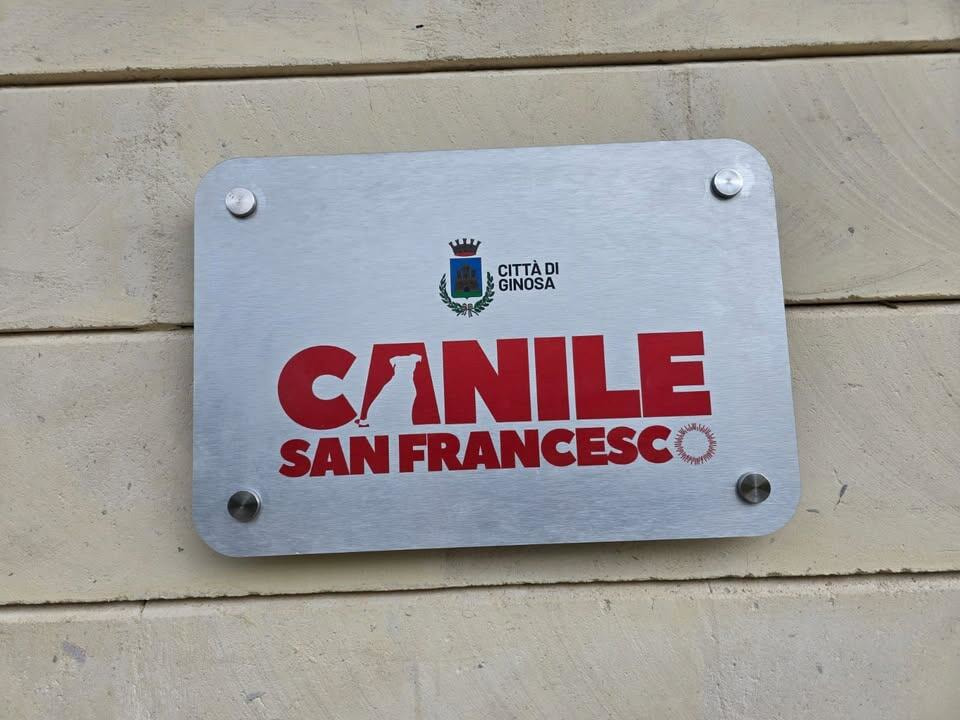 CITTÀ DI
GINOSA
CANILE
SAN FRANCESCO